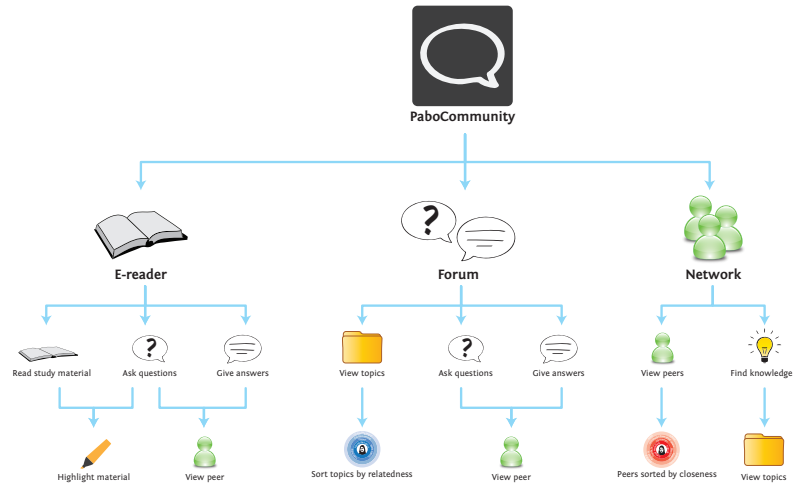 PaboCommunity
E-reader
Forum
Network
Read study material
Ask questions
Give answers
View topics
Ask questions
Give answers
View peers
Find knowledge
Highlight material
View peer
Sort topics by relatedness
View peer
Peers sorted by closeness
View topics